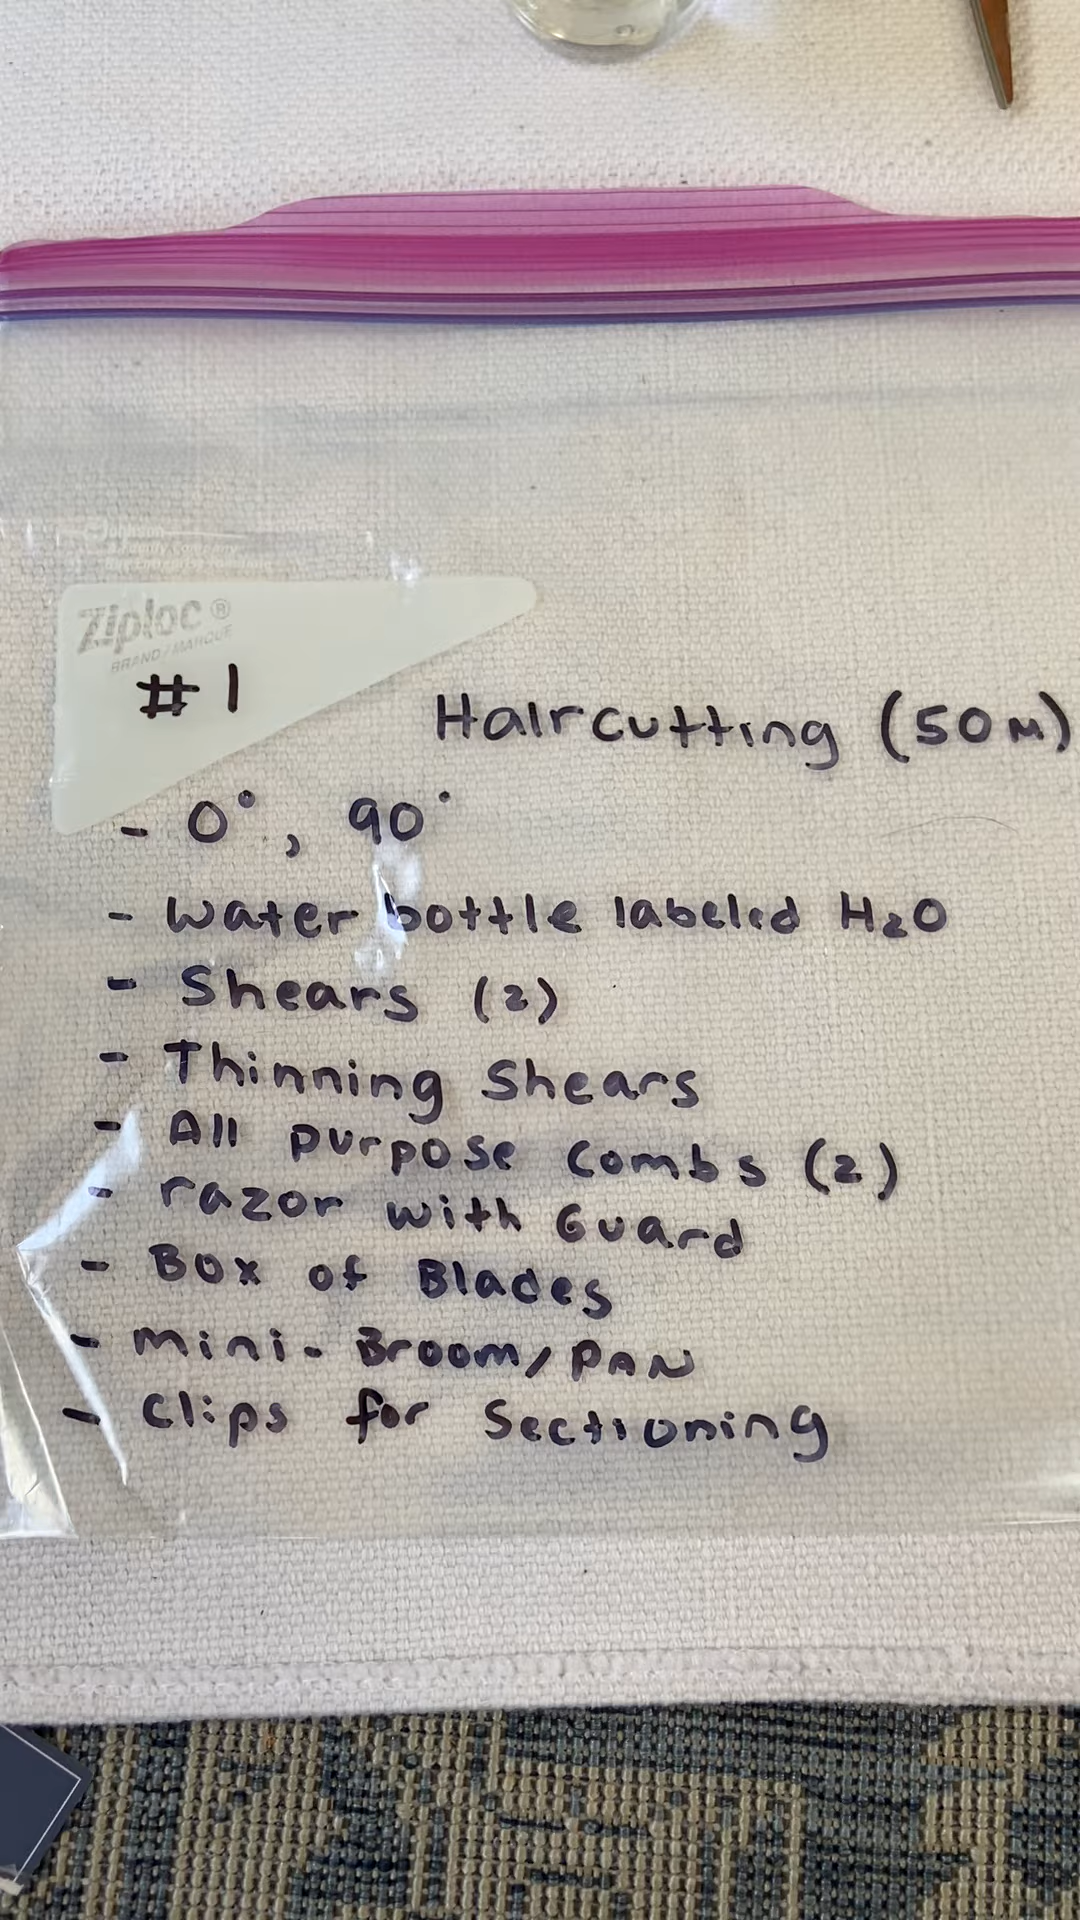 Ziploc®
BRAND/MARQUE
#1
Haircutting (50M)
- 0°, 90°
- Water bottle labeled H2O
- Shears (2)
- Thinning Shears
- All purpose Combs (2)
- razor with Guard
- Box of Blades
- mini-Broom/PAN
- Clips for Sectioning